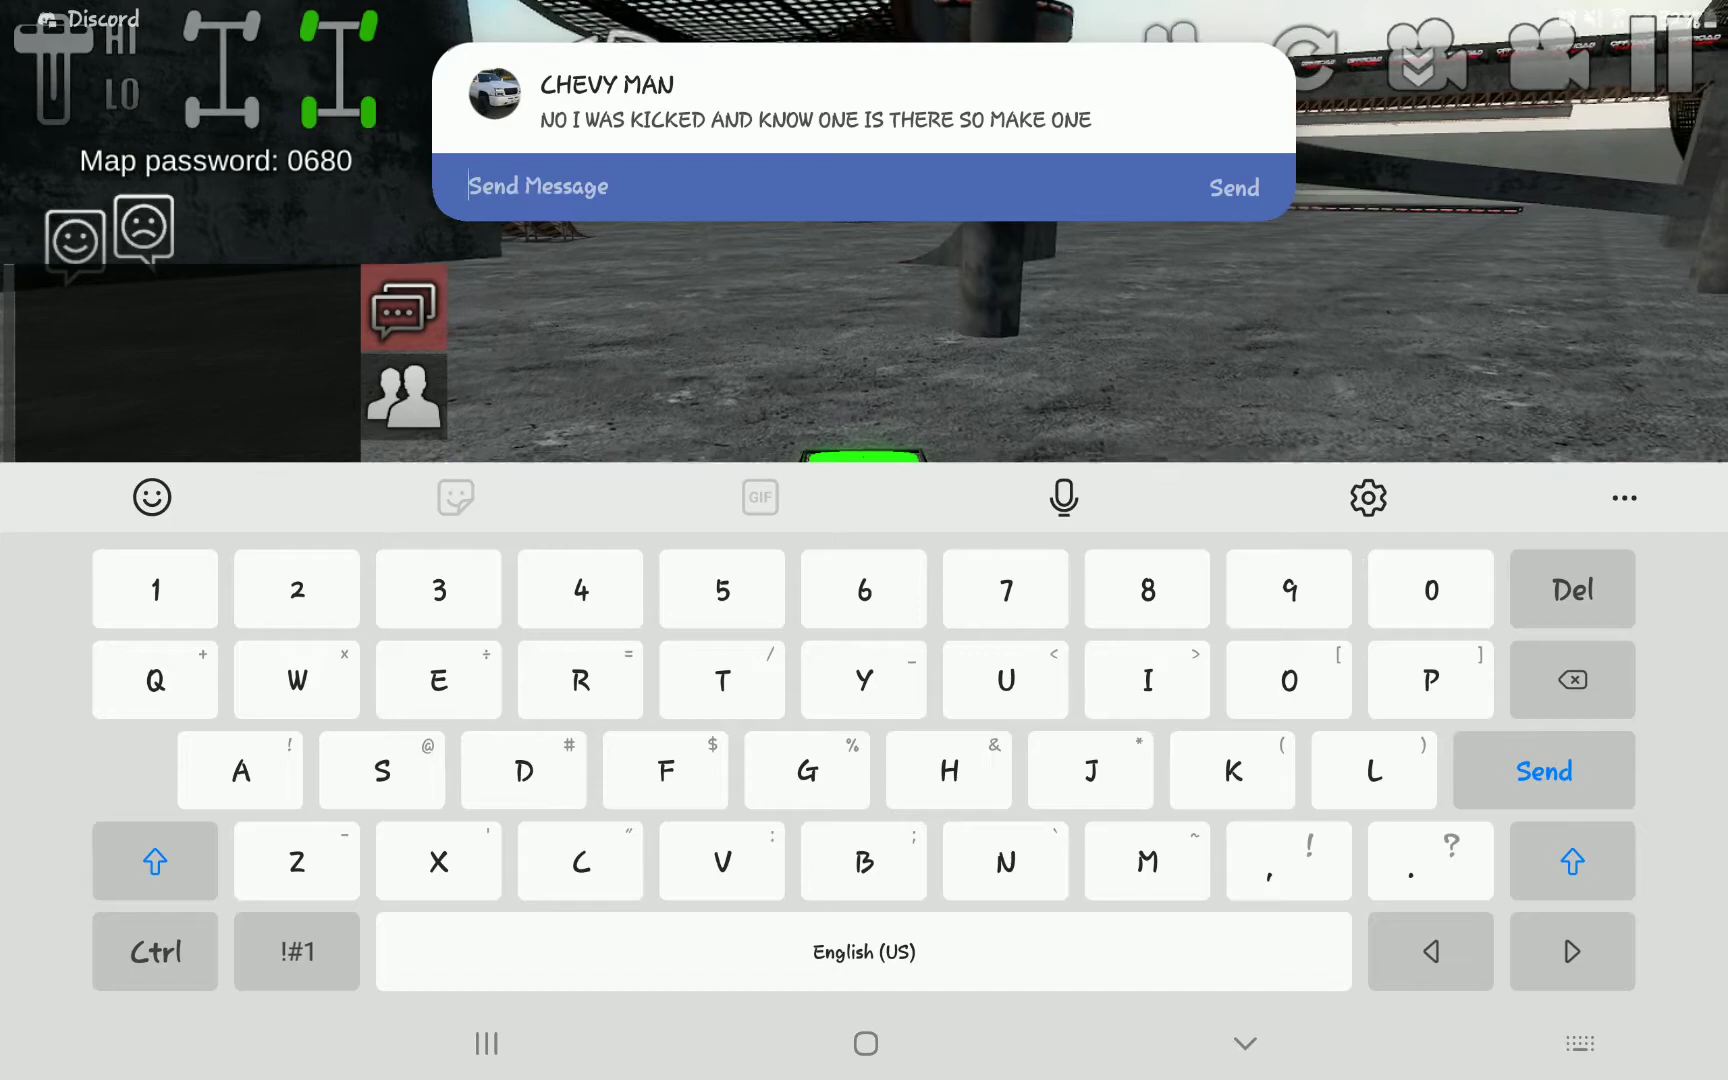 Discord
HI
LO
Map password: 0680
CHEVY MAN
NO I WAS KICKED AND KNOW ONE IS THERE SO MAKE ONE
Send Message
Send
GIF
1 2 3 4 5 6 7 8 9 0 Del
Q + W × E ÷ R = T / Y _ U < I > O [ P ]
A ! S @ D # F $ G % H & J * K ( L ) Send
Z - X ' C " V : B ; N ` M ~ , ! . ?
Ctrl !#1 English (US)